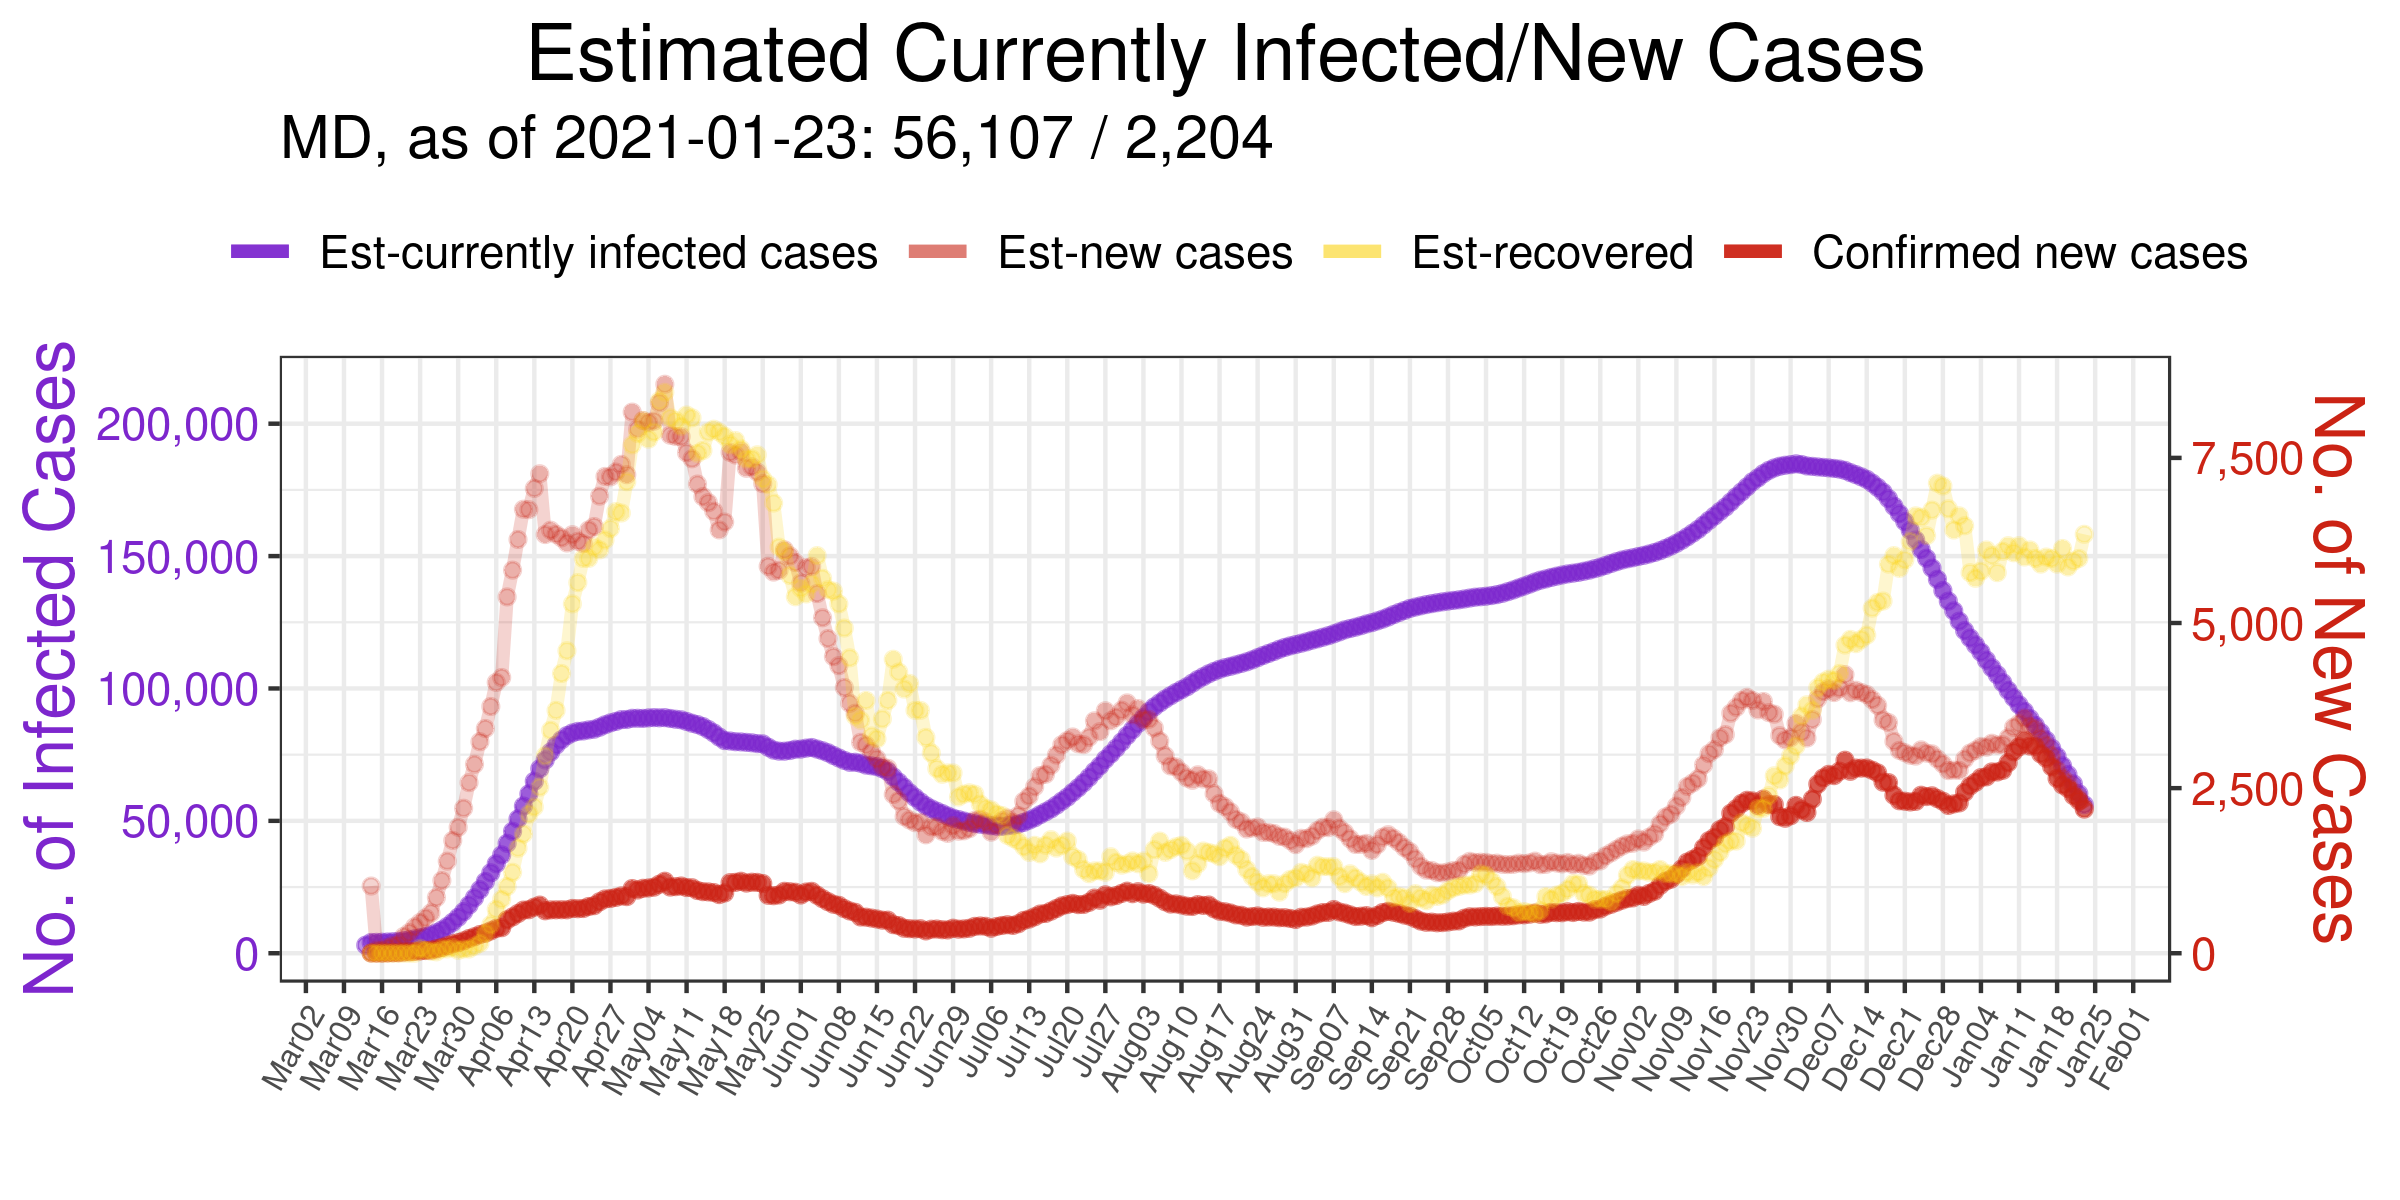 Estimated Currently Infected/New Cases
MD, as of 2021-01-23: 56,107 / 2,204
Est-currently infected cases Est-new cases Est-recovered Confirmed new cases
No. of Infected Cases
200,000
150,000
100,000
50,000
0
No. of New Cases
7,500
5,000
2,500
0
Mar02 Mar09 Mar16 Mar23 Mar30 Apr06 Apr13 Apr20 Apr27 May04 May11 May18 May25 Jun01 Jun08 Jun15 Jun22 Jun29 Jul06 Jul13 Jul20 Jul27 Aug03 Aug10 Aug17 Aug24 Aug31 Sep07 Sep14 Sep21 Sep28 Oct05 Oct12 Oct19 Oct26 Nov02 Nov09 Nov16 Nov23 Nov30 Dec07 Dec14 Dec21 Dec28 Jan04 Jan11 Jan18 Jan25 Feb01